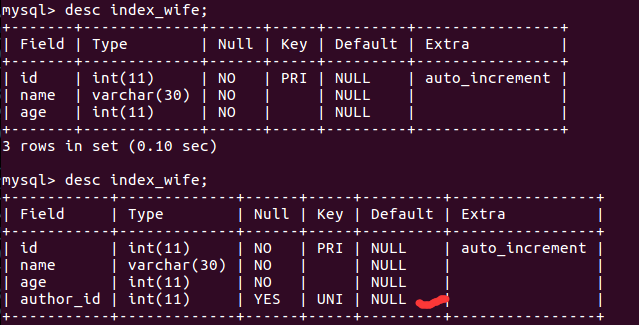 mysql> desc index_wife;
+-------+-------------+------+-----+---------+----------------+
| Field | Type        | Null | Key | Default | Extra          |
+-------+-------------+------+-----+---------+----------------+
| id    | int(11)     | NO   | PRI | NULL    | auto_increment |
| name  | varchar(30) | NO   |     | NULL    |                |
| age   | int(11)     | NO   |     | NULL    |                |
+-------+-------------+------+-----+---------+----------------+
3 rows in set (0.10 sec)
mysql> desc index_wife;
+-----------+-------------+------+-----+---------+----------------+
| Field     | Type        | Null | Key | Default | Extra          |
+-----------+-------------+------+-----+---------+----------------+
| id        | int(11)     | NO   | PRI | NULL    | auto_increment |
| name      | varchar(30) | NO   |     | NULL    |                |
| age       | int(11)     | NO   |     | NULL    |                |
| author_id | int(11)     | YES  | UNI | NULL    |                |
+-----------+-------------+------+-----+---------+----------------+